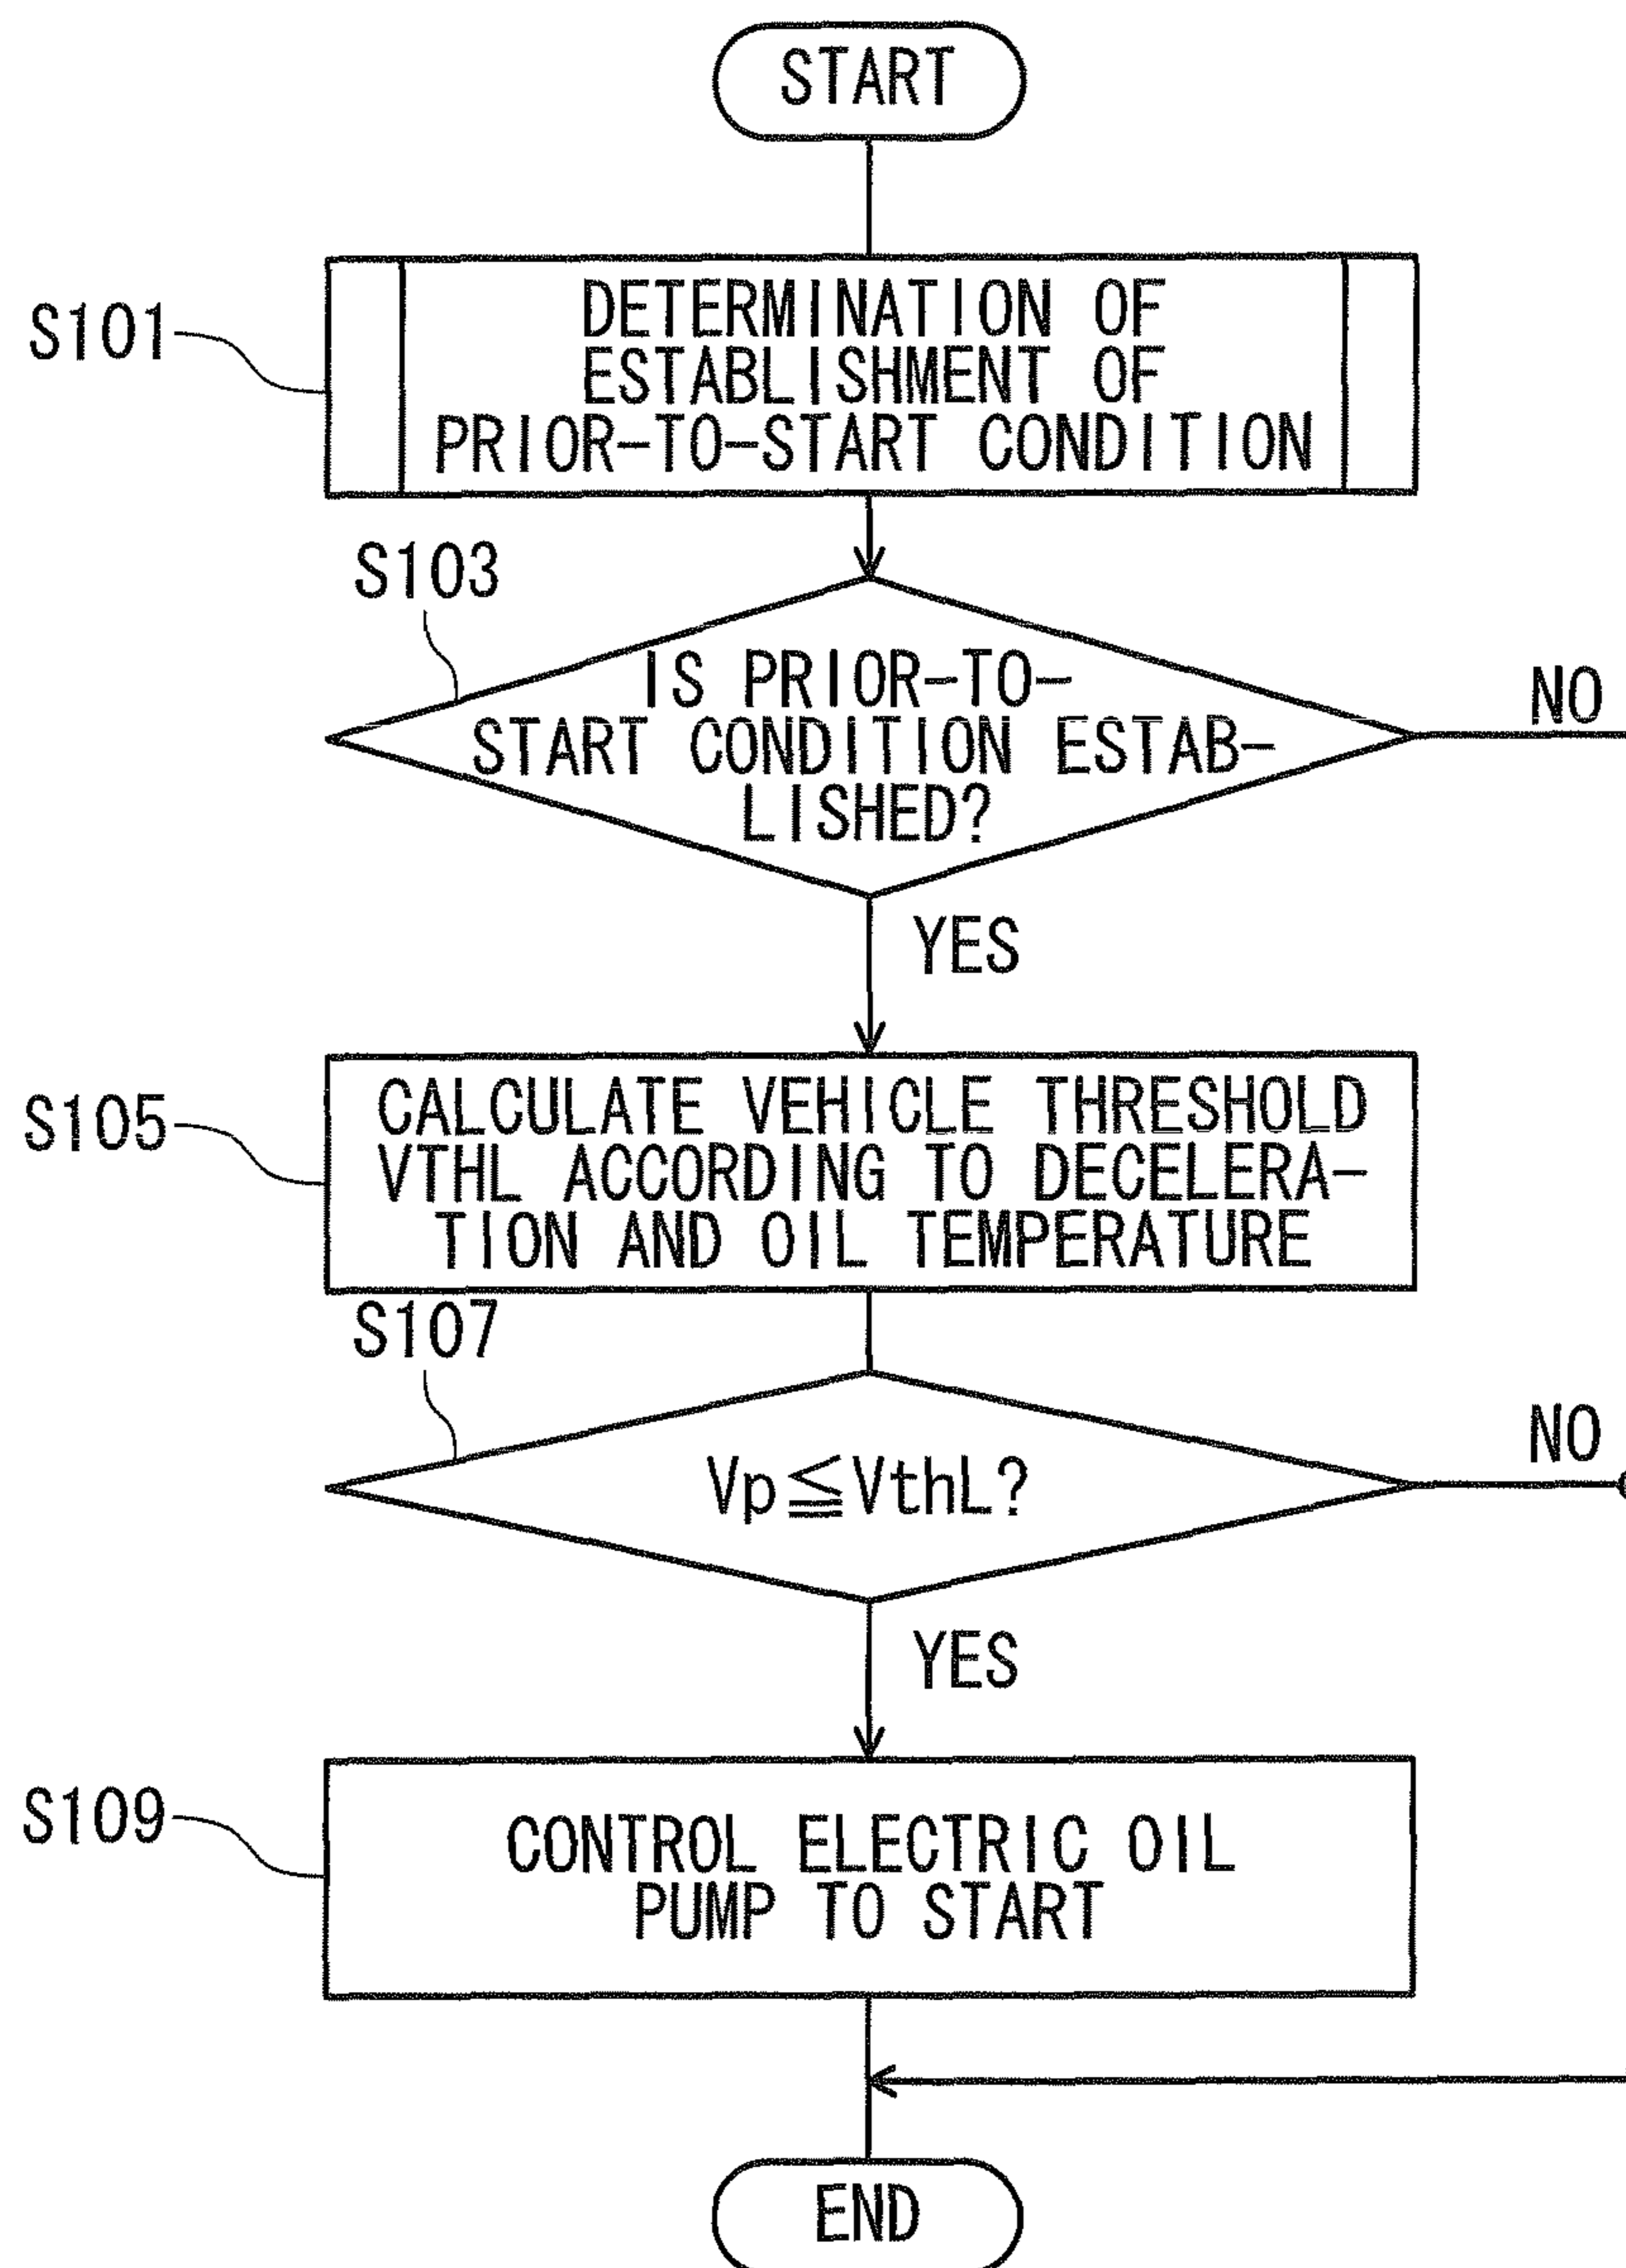 START
S101
DETERMINATION OF
ESTABLISHMENT OF
PRIOR-TO-START CONDITION
S103
IS PRIOR-TO-
START CONDITION ESTAB-
LISHED?
NO
YES
S105
CALCULATE VEHICLE THRESHOLD
VTHL ACCORDING TO DECELERA-
TION AND OIL TEMPERATURE
S107
Vp≦VthL?
NO
YES
S109
CONTROL ELECTRIC OIL
PUMP TO START
END